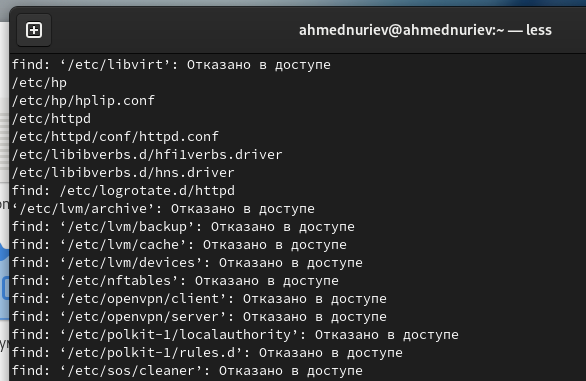 ahmednuriev@ahmednuriev:~ — less
find: ‘/etc/libvirt’: Отказано в доступе
/etc/hp
/etc/hp/hplip.conf
/etc/httpd
/etc/httpd/conf/httpd.conf
/etc/libibverbs.d/hfi1verbs.driver
/etc/libibverbs.d/hns.driver
find: /etc/logrotate.d/httpd
‘/etc/lvm/archive’: Отказано в доступе
find: ‘/etc/lvm/backup’: Отказано в доступе
find: ‘/etc/lvm/cache’: Отказано в доступе
find: ‘/etc/lvm/devices’: Отказано в доступе
find: ‘/etc/nftables’: Отказано в доступе
find: ‘/etc/openvpn/client’: Отказано в доступе
find: ‘/etc/openvpn/server’: Отказано в доступе
find: ‘/etc/polkit-1/localauthority’: Отказано в доступе
find: ‘/etc/polkit-1/rules.d’: Отказано в доступе
find: ‘/etc/sos/cleaner’: Отказано в доступе